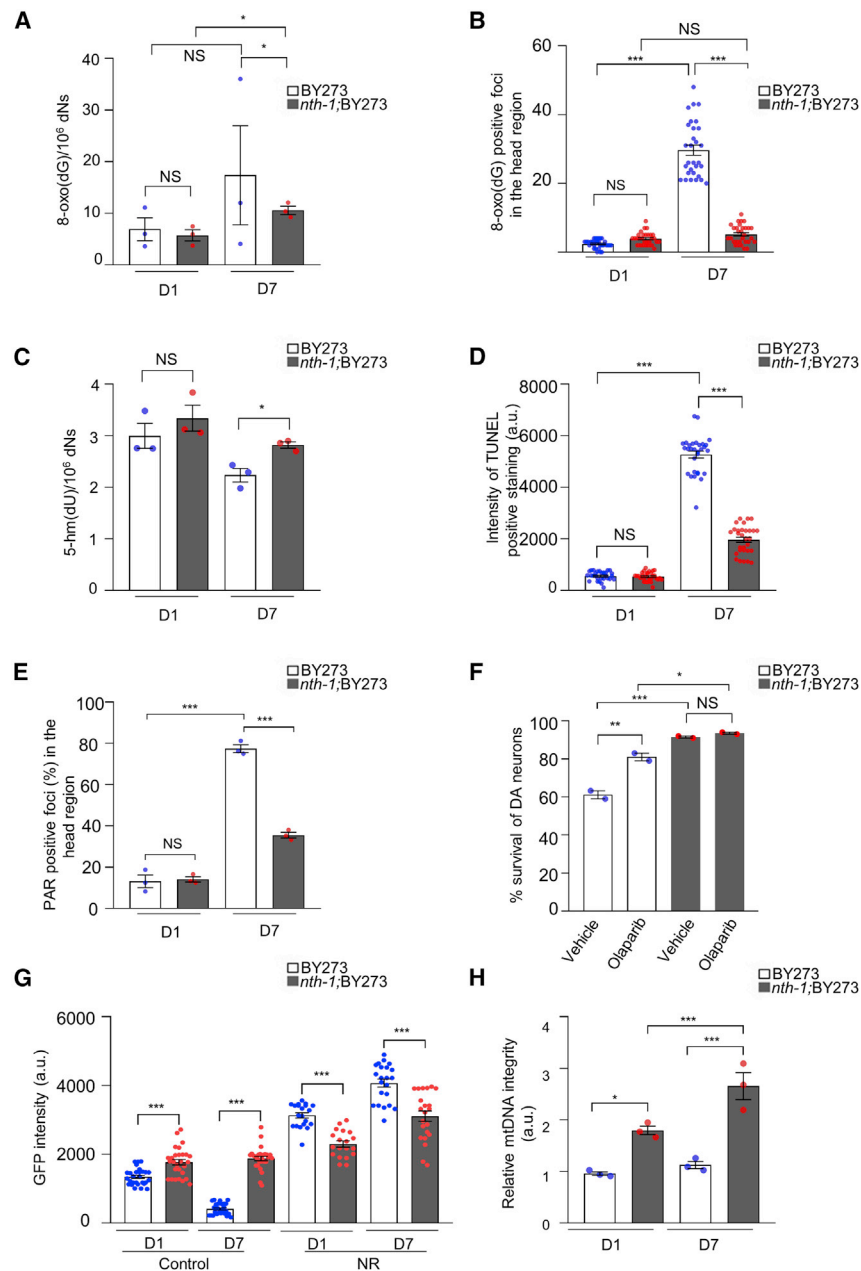 A
*
NS
*
BY273
nth-1;BY273
NS
8-oxo(dG)/10⁶ dNs
40
30
20
10
0
D1
D7
B
NS
***
***
BY273
nth-1;BY273
NS
8-oxo(dG) positive foci
in the head region
60
40
20
0
D1
D7
C
BY273
nth-1;BY273
NS
*
5-hm(dU)/10⁶ dNs
4
3
2
1
0
D1
D7
D
BY273
nth-1;BY273
***
***
NS
Intensity of TUNEL
positive staining (a.u.)
8000
6000
4000
2000
0
D1
D7
E
BY273
nth-1;BY273
***
***
NS
PAR positive foci (%) in the
head region
100
80
60
40
20
0
D1
D7
F
BY273
nth-1;BY273
*
***
NS
**
% survival of DA neurons
100
80
60
40
20
0
Vehicle
Olaparib
Vehicle
Olaparib
G
BY273
nth-1;BY273
***
***
***
***
GFP intensity (a.u.)
6000
4000
2000
0
D1
D7
D1
D7
Control
NR
H
BY273
nth-1;BY273
***
***
*
Relative mtDNA integrity
(a.u.)
4
3
2
1
0
D1
D7